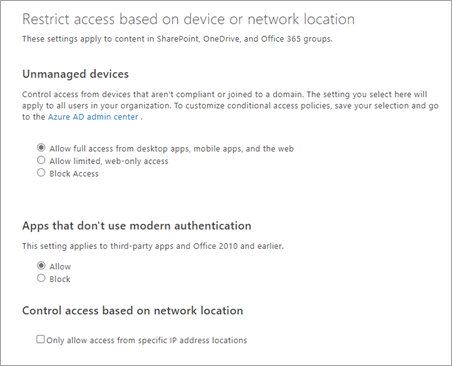 Restrict access based on device or network location
These settings apply to content in SharePoint, OneDrive, and Office 365 groups.
Unmanaged devices
Control access from devices that aren't compliant or joined to a domain. The setting you select here will
apply to all users in your organization. To customize conditional access policies, save your selection and go
to the Azure AD admin center .
Allow full access from desktop apps, mobile apps, and the web
Allow limited, web-only access
Block Access
Apps that don't use modern authentication
This setting applies to third-party apps and Office 2010 and earlier.
Allow
Block
Control access based on network location
Only allow access from specific IP address locations